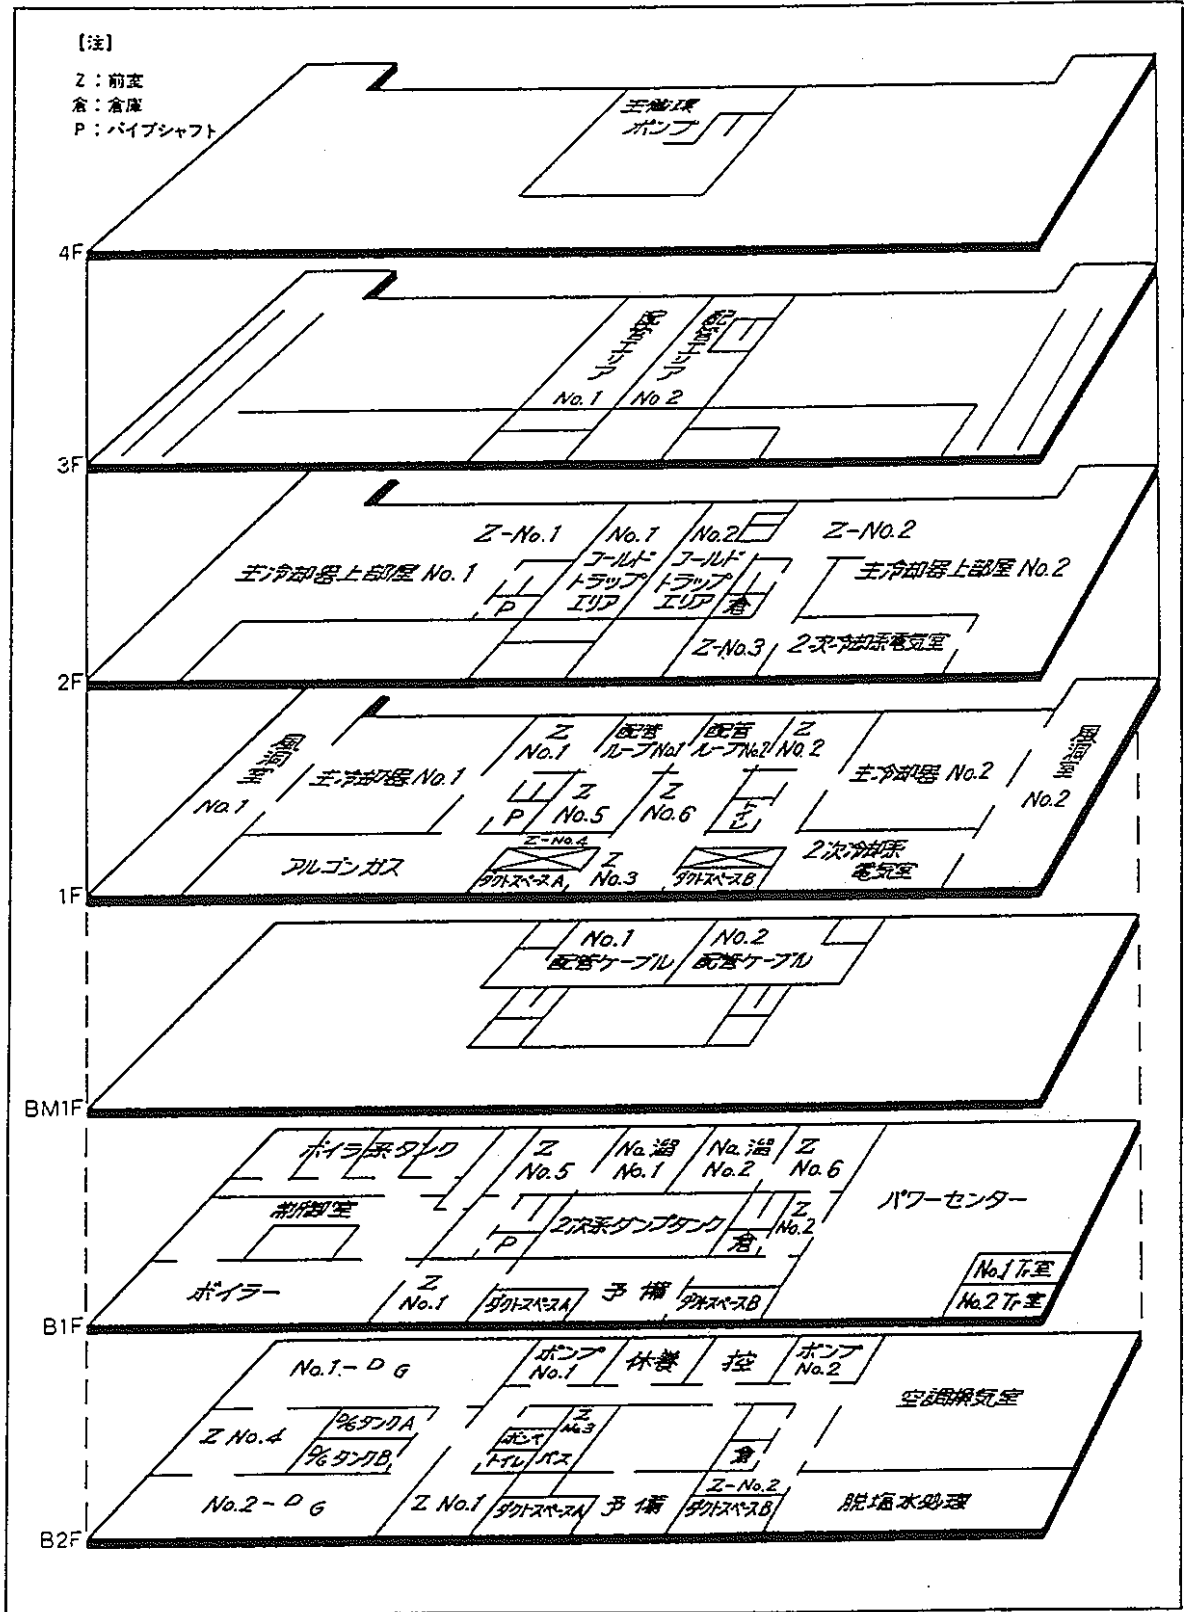 【注】
Z：前室
倉：倉庫
P：パイプシャフト
主循環
ポンプ
4F
配管エリア
No.1
配管エリア
No 2
3F
Z-No.1
No.1
コールド
トラップ
エリア
No.2
コールド
トラップ
エリア
Z-No.2
主冷却器上部屋 No.1
主冷却器上部屋 No.2
P
倉
Z-No.3
2次冷却系電気室
2F
風洞室
No.1
主冷却器 No.1
Z
No.1
配管
ループNo.1
配管
ループNo.2
Z
No.2
主冷却器 No.2
風洞室
No.2
Z
No.5
Z
No.6
P
トイレ
アルゴンガス
Z-No.4
ダクトスペースA
Z
No.3
ダクトスペースB
2次冷却系
電気室
1F
No.1
配管ケーブル
No.2
配管ケーブル
BM1F
ボイラ系タンク
Z
No.5
Na溜
No.1
Na溜
No.2
Z
No.6
パワーセンター
制御室
P
2次系ダンプタンク
倉
Z
No.2
ボイラー
Z
No.1
ダクトスペースA
予備
ダクトスペースB
No.1 Tr室
No.2 Tr室
B1F
No.1-DG
ポンプ
No.1
休養
控
ポンプ
No.2
空調換気室
Z No.4
D/GタンクA
D/GタンクB
ボンベ
トイレ
バス
Z
No.3
倉
No.2-DG
Z No.1
ダクトスペースA
予備
Z-No.2
ダクトスペースB
脱塩水処理
B2F